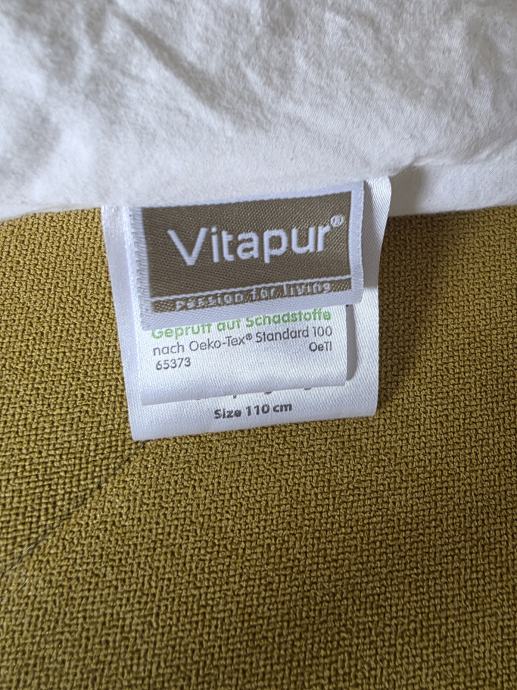 Vitapur®
passion for living
Geprüft auf Schadstoffe
nach Oeko-Tex® Standard 100
65373 OeTI
Size 110 cm